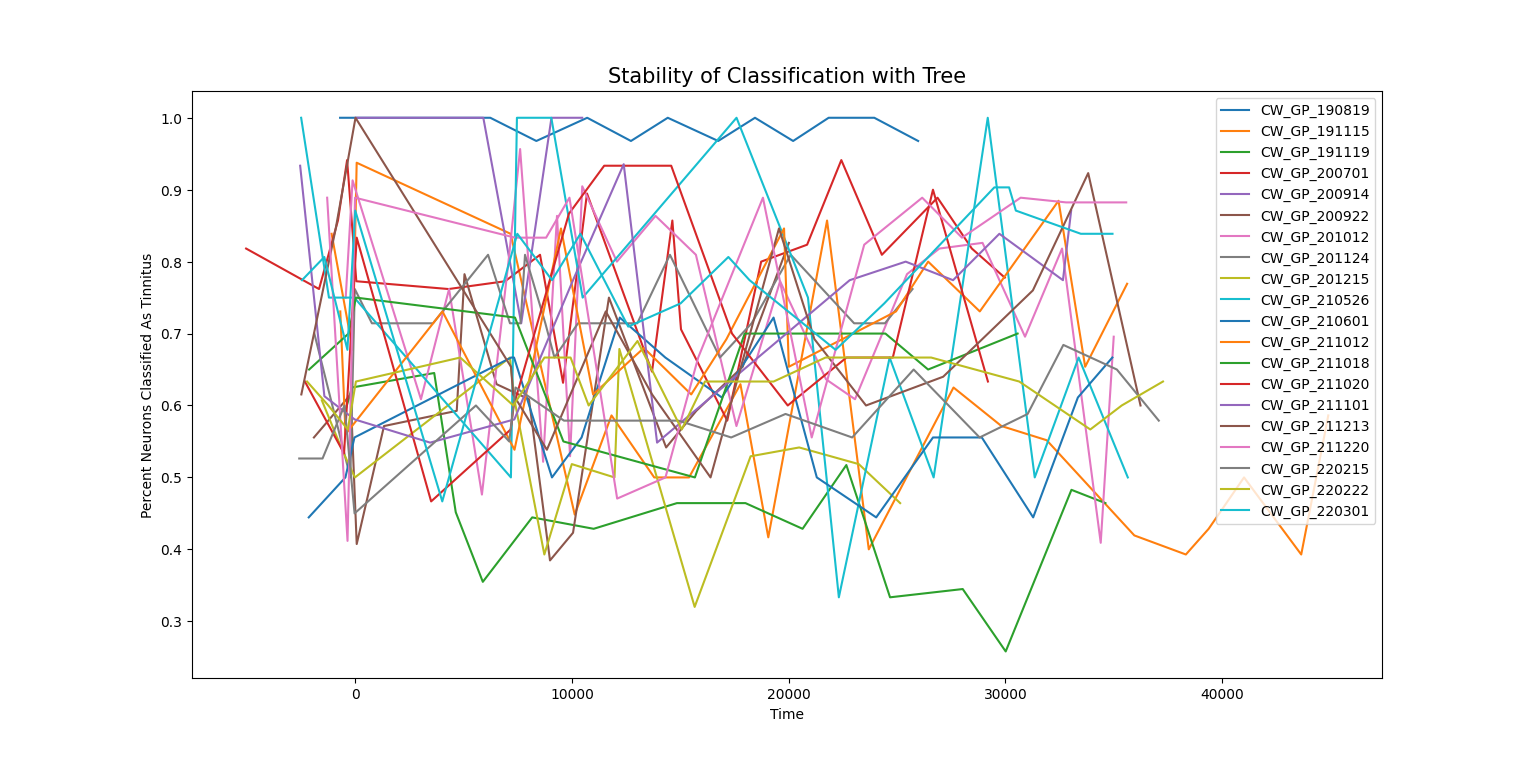 Stability of Classification with Tree
Percent Neurons Classified As Tinnitus
1.0
0.9
0.8
0.7
0.6
0.5
0.4
0.3
0
10000
20000
30000
40000
Time
CW_GP_190819
CW_GP_191115
CW_GP_191119
CW_GP_200701
CW_GP_200914
CW_GP_200922
CW_GP_201012
CW_GP_201124
CW_GP_201215
CW_GP_210526
CW_GP_210601
CW_GP_211012
CW_GP_211018
CW_GP_211020
CW_GP_211101
CW_GP_211213
CW_GP_211220
CW_GP_220215
CW_GP_220222
CW_GP_220301